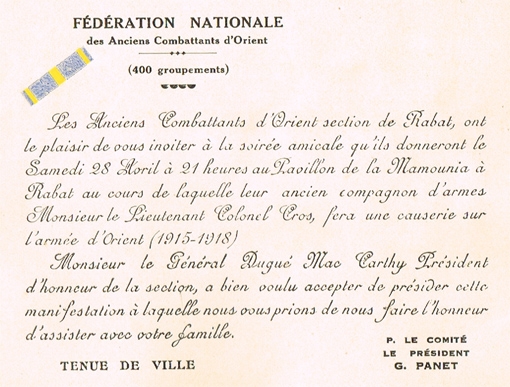 FÉDÉRATION NATIONALE
des Anciens Combattants d'Orient
(400 groupements)
Les Anciens Combattants d'Orient section de Rabat, ont
le plaisir de vous inviter à la soirée amicale qu'ils donneront le
Samedi 28 Avril à 21 heures au Pavillon de la Mamounia à
Rabat au cours de laquelle leur ancien compagnon d'armes
Monsieur le Lieutenant Colonel Cros, fera une causerie sur
l'armée d'Orient (1915-1918)
Monsieur le Général Dugué Mac Carthy Président
d'honneur de la section, a bien voulu accepter de présider cette
manifestation à laquelle nous vous prions de nous faire l'honneur
d'assister avec votre famille.
P. LE COMITÉ
LE PRÉSIDENT
TENUE DE VILLE
G. PANET